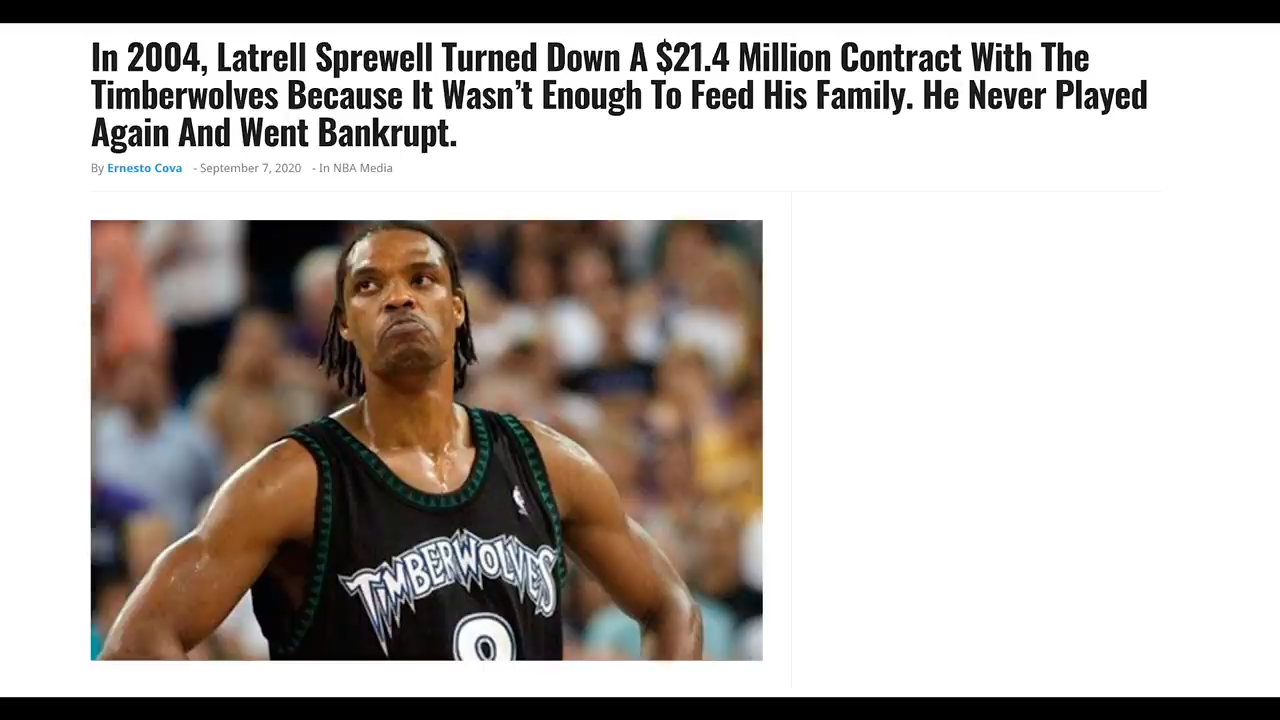 In 2004, Latrell Sprewell Turned Down A $21.4 Million Contract With The
Timberwolves Because It Wasn’t Enough To Feed His Family. He Never Played
Again And Went Bankrupt.
By Ernesto Cova - September 7, 2020 - In NBA Media
TIMBERWOLVES
8